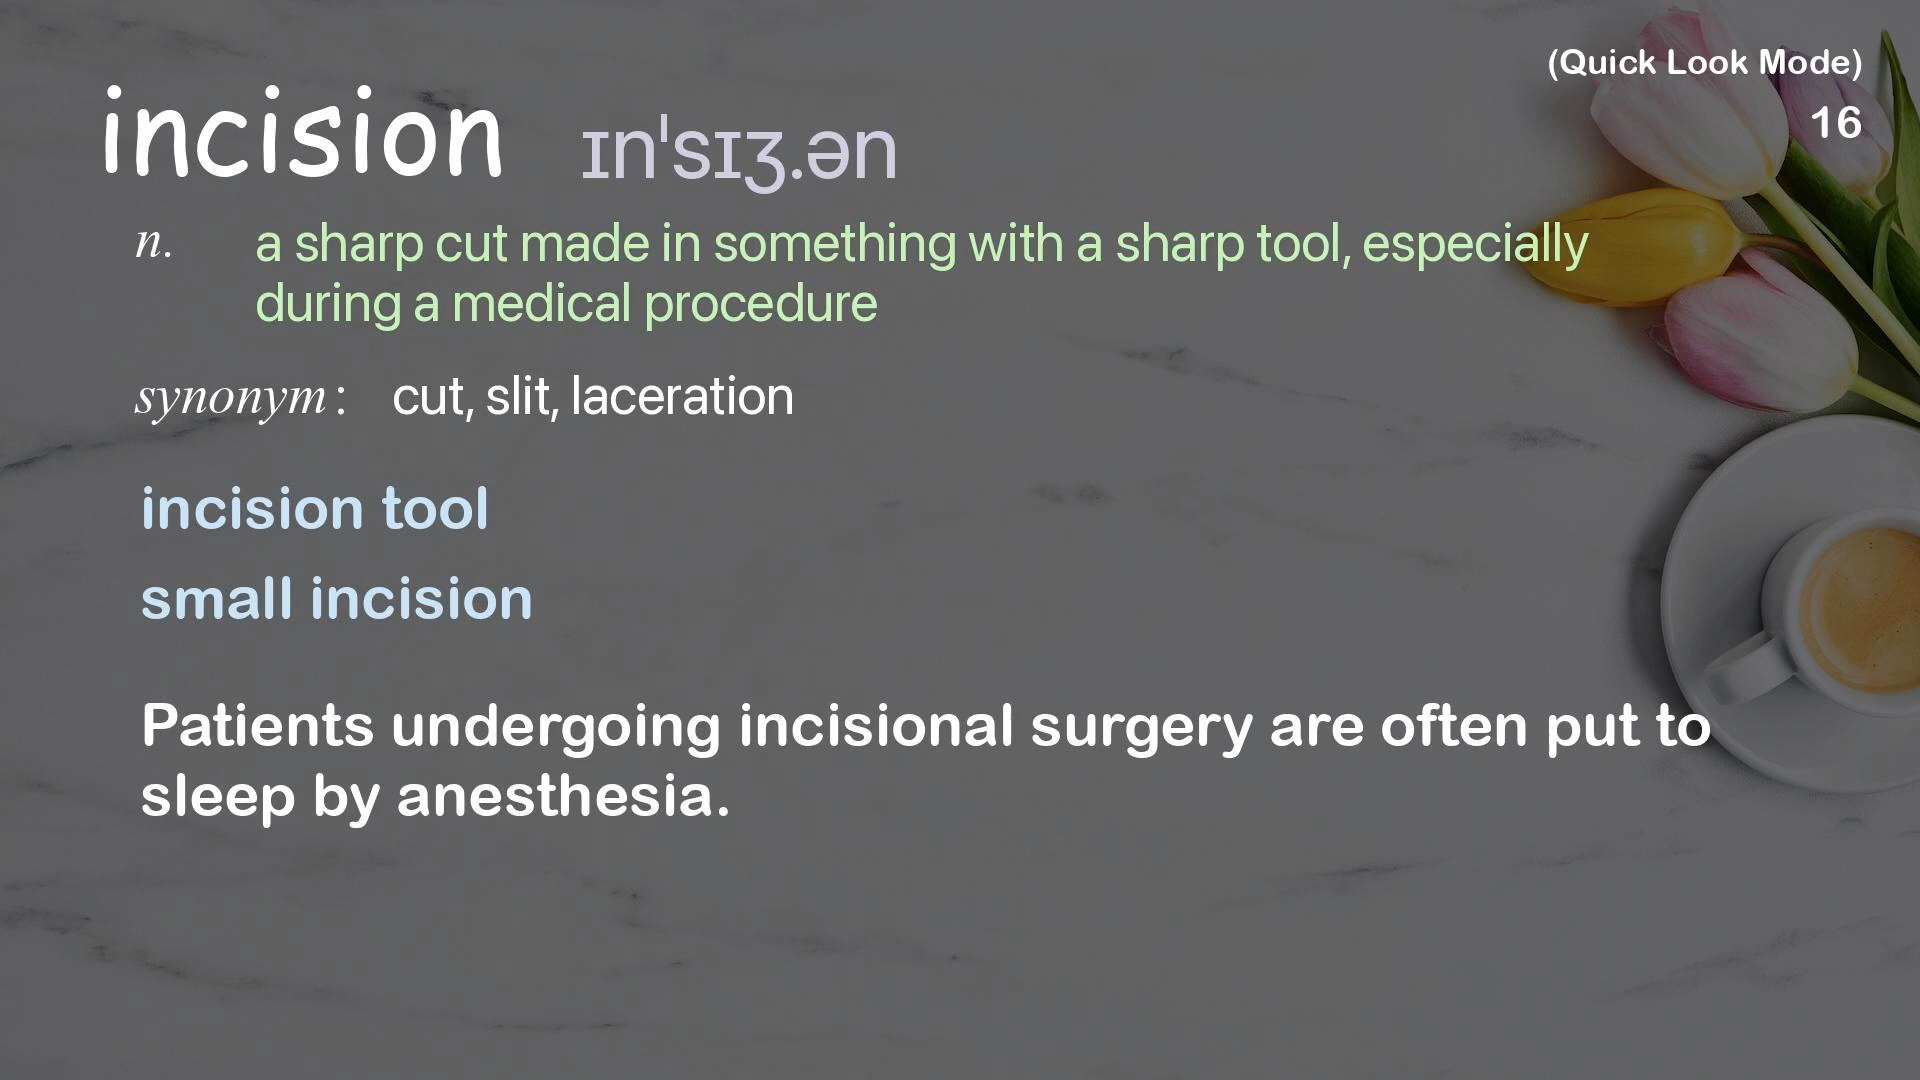 (Quick Look Mode)
16
incision ɪnˈsɪʒ.ən
n. a sharp cut made in something with a sharp tool, especially
during a medical procedure
synonym: cut, slit, laceration
incision tool
small incision
Patients undergoing incisional surgery are often put to
sleep by anesthesia.